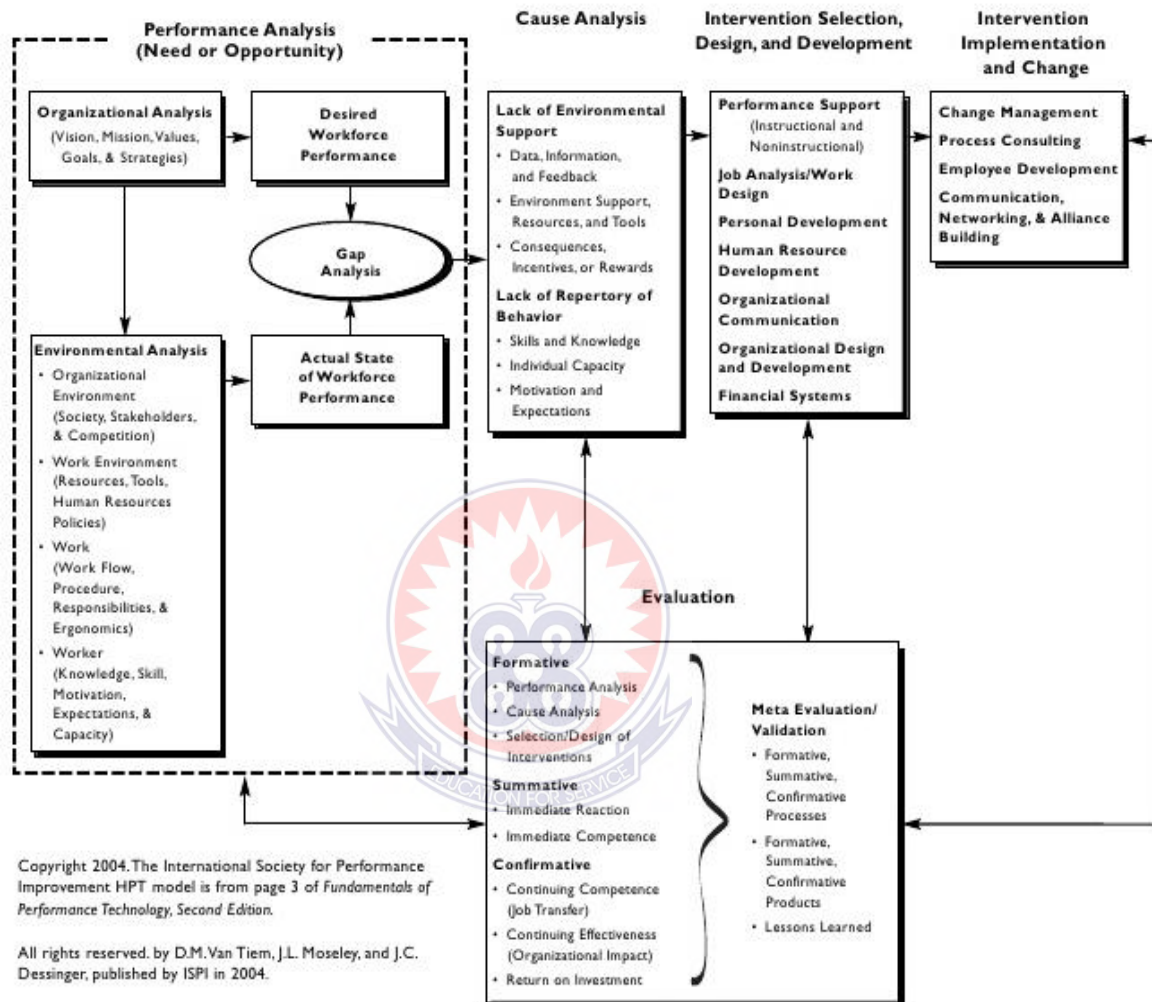 Performance Analysis
(Need or Opportunity)
Organizational Analysis
(Vision, Mission, Values,
Goals, & Strategies)
Desired
Workforce
Performance
Gap
Analysis
Environmental Analysis
• Organizational
Environment
(Society, Stakeholders,
& Competition)
• Work Environment
(Resources, Tools,
Human Resources
Policies)
• Work
(Work Flow,
Procedure,
Responsibilities, &
Ergonomics)
• Worker
(Knowledge, Skill,
Motivation,
Expectations, &
Capacity)
Actual State
of Workforce
Performance
Cause Analysis
Lack of Environmental
Support
• Data, Information,
and Feedback
• Environment Support,
Resources, and Tools
• Consequences,
Incentives, or Rewards
Lack of Repertory of
Behavior
• Skills and Knowledge
• Individual Capacity
• Motivation and
Expectations
Intervention Selection,
Design, and Development
Performance Support
(Instructional and
Noninstructional)
Job Analysis/Work
Design
Personal Development
Human Resource
Development
Organizational
Communication
Organizational Design
and Development
Financial Systems
Intervention
Implementation
and Change
Change Management
Process Consulting
Employee Development
Communication,
Networking, & Alliance
Building
Evaluation
Formative
• Performance Analysis
• Cause Analysis
• Selection/Design of
Interventions
Summative
• Immediate Reaction
• Immediate Competence
Confirmative
• Continuing Competence
(Job Transfer)
• Continuing Effectiveness
(Organizational Impact)
• Return on Investment
Meta Evaluation/
Validation
• Formative,
Summative,
Confirmative
Processes
• Formative,
Summative,
Confirmative
Products
• Lessons Learned
EDUCATION FOR SERVICE
Copyright 2004. The International Society for Performance
Improvement HPT model is from page 3 of Fundamentals of
Performance Technology, Second Edition.
All rights reserved. by D.M. Van Tiem, J.L. Moseley, and J.C.
Dessinger, published by ISPI in 2004.